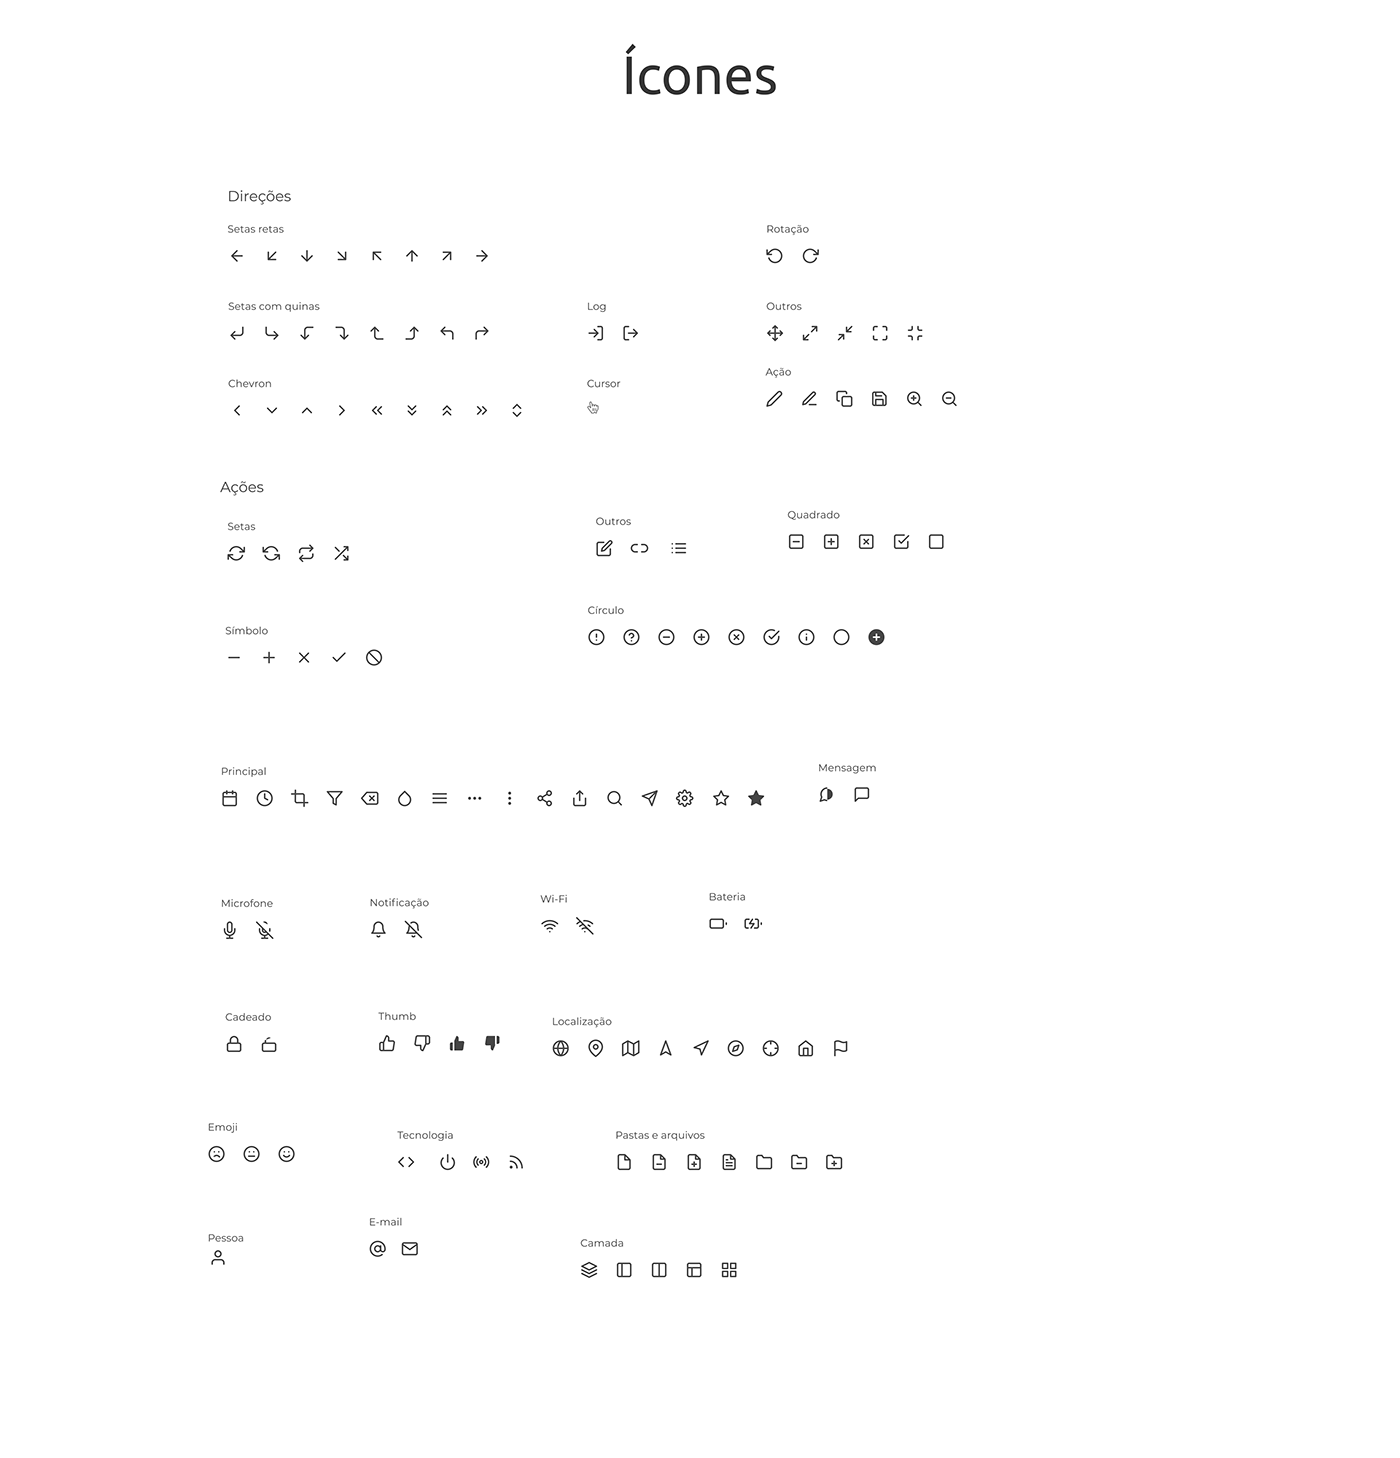 Ícones
Direções
Setas retas
Rotação
Setas com quinas
Log
Outros
Ação
Chevron
Cursor
Ações
Setas
Outros
Quadrado
Círculo
Símbolo
Principal
Mensagem
Microfone
Notificação
Wi-Fi
Bateria
Cadeado
Thumb
Localização
Emoji
Tecnologia
Pastas e arquivos
Pessoa
E-mail
Camada